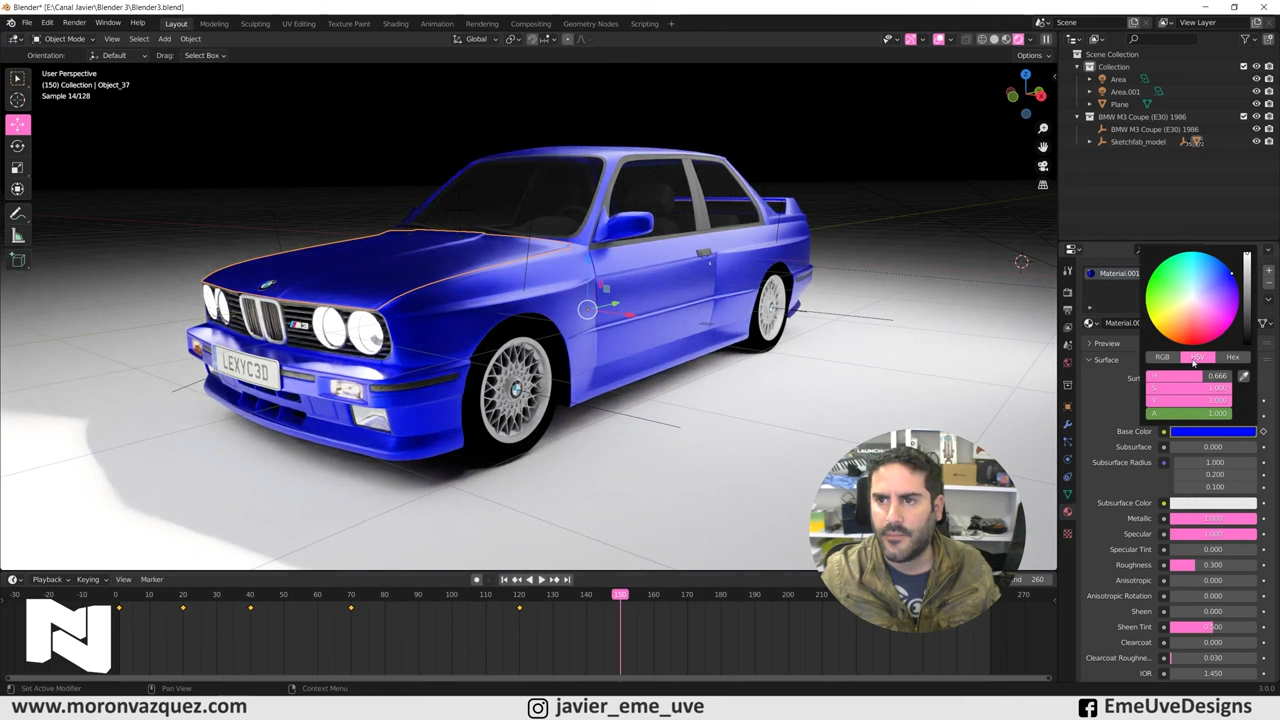 Blender* [E:\Canal Javier\Blender 3\Blender3.blend]
File Edit Render Window Help Layout Modeling Sculpting UV Editing Texture Paint Shading Animation Rendering Compositing Geometry Nodes Scripting Scene View Layer
Object Mode View Select Add Object Global Options
Orientation: Default Drag: Select Box
User Perspective
(150) Collection | Object_37
Sample 14/128
Scene Collection
Collection
Area
Area.001
Plane
BMW M3 Coupe (E30) 1986
BMW M3 Coupe (E30) 1986
Sketchfab_model
Material.001
Material.00
Preview
Surface
RGB HSV Hex
H 0.666
S 1.000
V 1.000
A 1.000
Base Color
Subsurface 0.000
Subsurface Radius 1.000
0.200
0.100
Subsurface Color
Metallic 1.000
Specular 1.000
Specular Tint 0.000
Roughness 0.300
Anisotropic 0.000
Anisotropic Rotation 0.000
Sheen 0.000
Sheen Tint 0.500
Clearcoat 0.000
Clearcoat Roughne... 0.030
IOR 1.450
M3
LEXYC3D
Playback Keying View Marker 260
-30 -20 -10 0 10 20 30 40 50 60 70 80 90 100 110 120 130 140 150 160 170 180 190 200 210 270
Set Active Modifier Pan View Context Menu 3.0.0
www.moronvazquez.com javier_eme_uve EmeUveDesigns